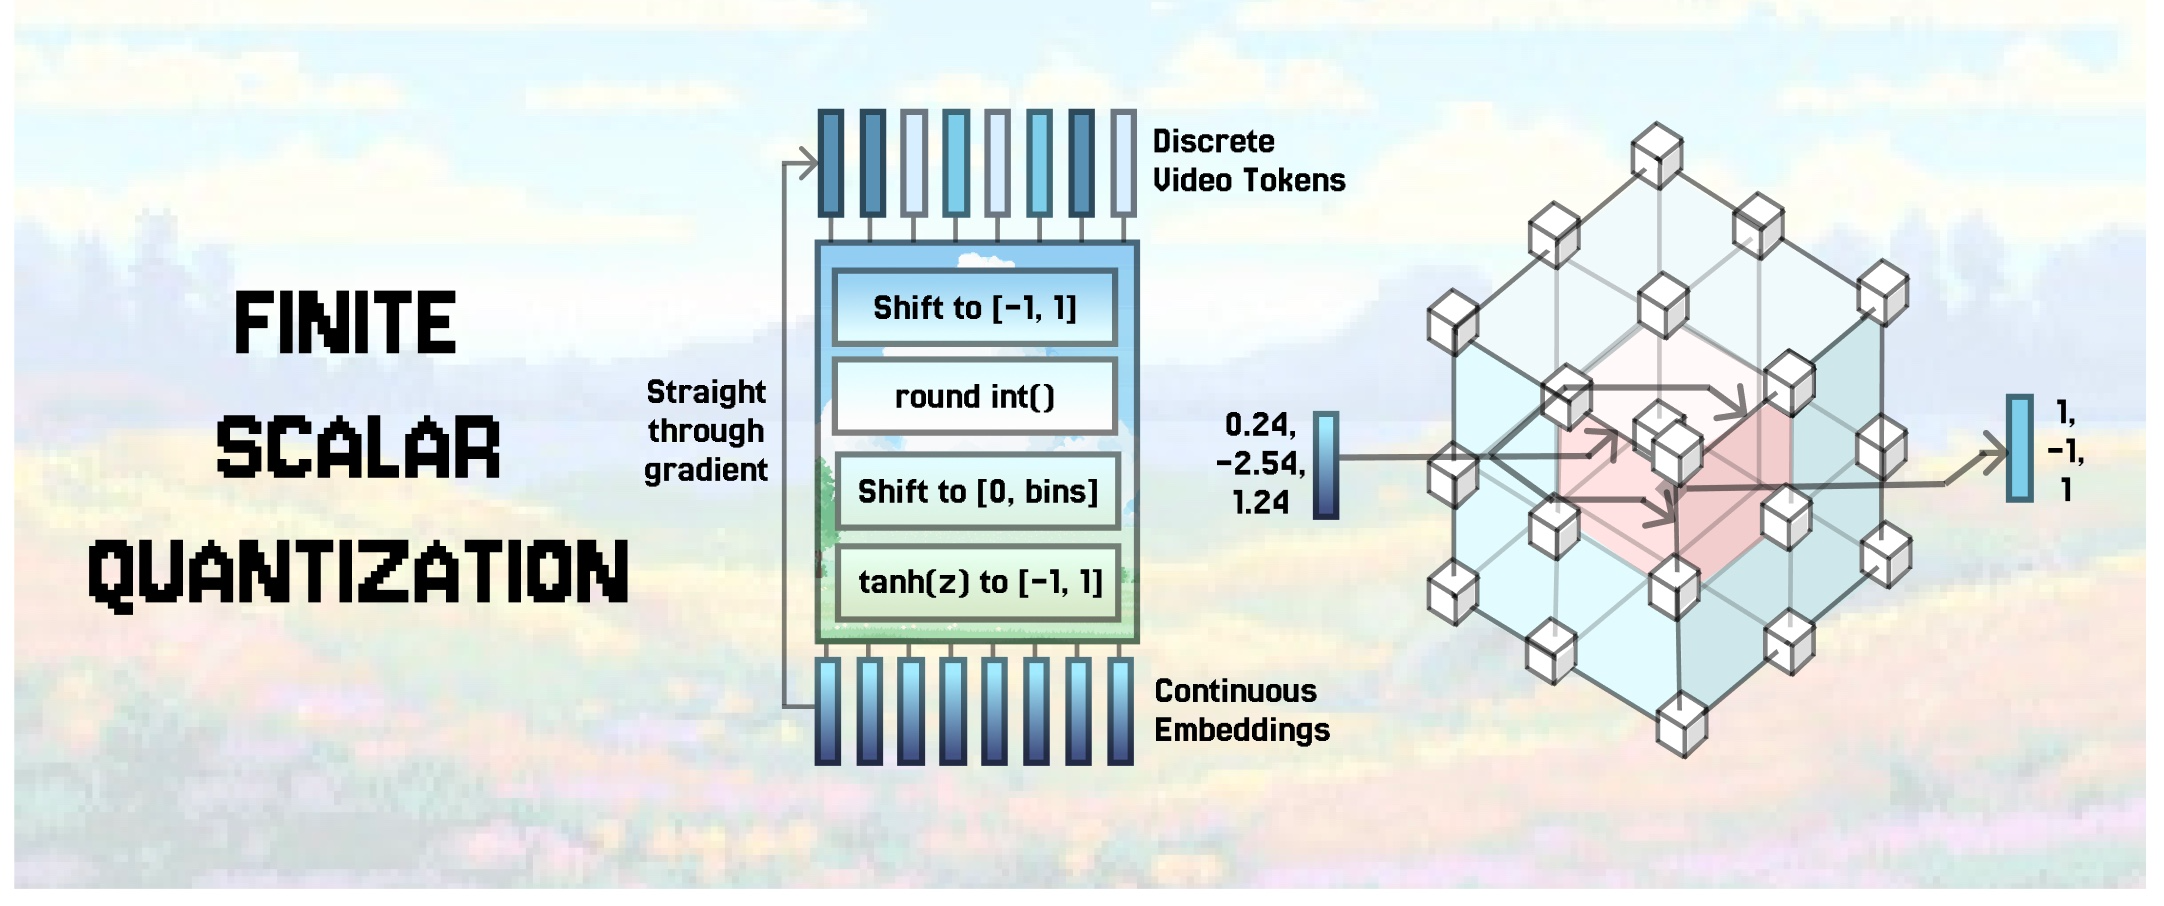 FINITE
SCALAR
QUANTIZATION
Straight
through
gradient
Discrete
Video Tokens
Shift to [-1, 1]
round int()
Shift to [0, bins]
tanh(z) to [-1, 1]
Continuous
Embeddings
0.24,
-2.54,
1.24
1,
-1,
1